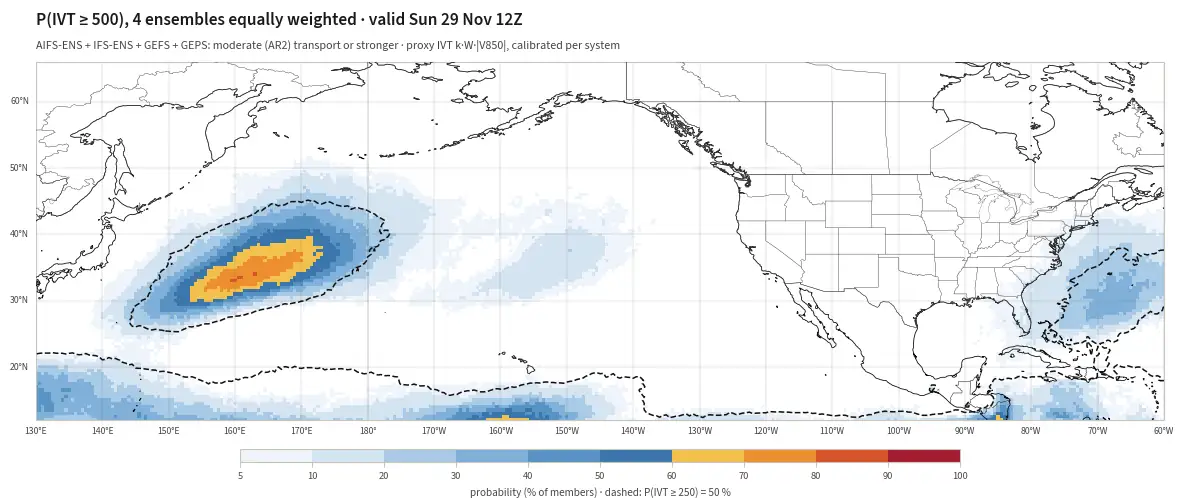 P(IVT ≥ 500), 4 ensembles equally weighted · valid Sun 29 Nov 12Z
AIFS-ENS + IFS-ENS + GEFS + GEPS: moderate (AR2) transport or stronger · proxy IVT k·W·|V850|, calibrated per system
60°N
50°N
40°N
30°N
20°N
130°E 140°E 150°E 160°E 170°E 180° 170°W 160°W 150°W 140°W 130°W 120°W 110°W 100°W 90°W 80°W 70°W 60°W
5 10 20 30 40 50 60 70 80 90 100
probability (% of members) · dashed: P(IVT ≥ 250) = 50 %